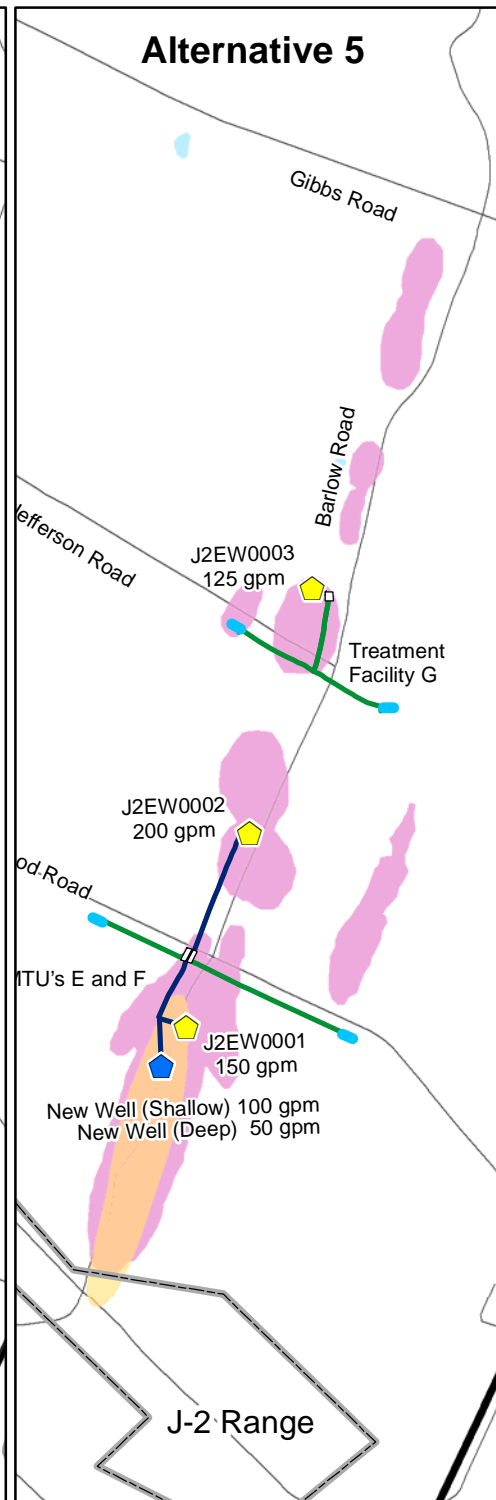 Alternative 5
Gibbs Road
Barlow Road
Jefferson Road
J2EW0003
125 gpm
Treatment
Facility G
J2EW0002
200 gpm
od Road
MTU's E and F
J2EW0001
150 gpm
New Well (Shallow) 100 gpm
New Well (Deep) 50 gpm
J-2 Range